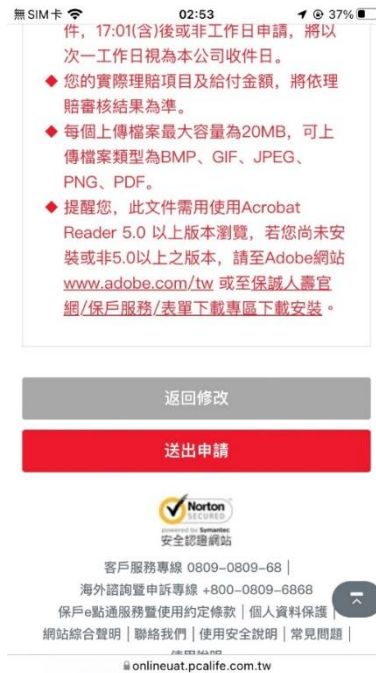 無SIM卡 02:53 37%
件，17:01(含)後或非工作日申請，將以
次一工作日視為本公司收件日。
◆ 您的實際理賠項目及給付金額，將依理
賠審核結果為準。
◆ 每個上傳檔案最大容量為20MB，可上
傳檔案類型為BMP、GIF、JPEG、
PNG、PDF。
◆ 提醒您，此文件需用使用Acrobat
Reader 5.0 以上版本瀏覽，若您尚未安
裝或非5.0以上之版本，請至Adobe網站
www.adobe.com/tw 或至保誠人壽官
網/保戶服務/表單下載專區下載安裝。
返回修改
送出申請
Norton
SECURED
powered by Symantec
安全認證網站
客戶服務專線 0809-0809-68 |
海外諮詢暨申訴專線 +800-0809-6868
保戶e點通服務暨使用約定條款 | 個人資料保護 |
網站綜合聲明 | 聯絡我們 | 使用安全說明 | 常見問題 |
使用說明
onlineuat.pcalife.com.tw